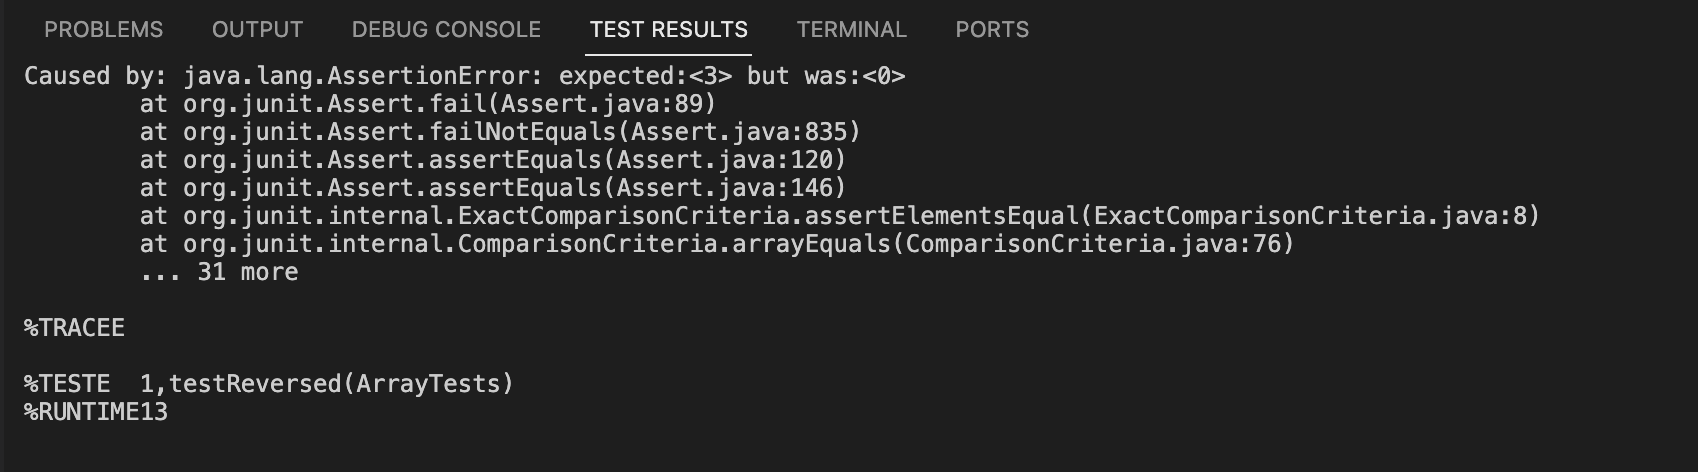 PROBLEMS OUTPUT DEBUG CONSOLE TEST RESULTS TERMINAL PORTS
Caused by: java.lang.AssertionError: expected:<3> but was:<0>
at org.junit.Assert.fail(Assert.java:89)
at org.junit.Assert.failNotEquals(Assert.java:835)
at org.junit.Assert.assertEquals(Assert.java:120)
at org.junit.Assert.assertEquals(Assert.java:146)
at org.junit.internal.ExactComparisonCriteria.assertElementsEqual(ExactComparisonCriteria.java:8)
at org.junit.internal.ComparisonCriteria.arrayEquals(ComparisonCriteria.java:76)
... 31 more
%TRACEE
%TESTE  1,testReversed(ArrayTests)
%RUNTIME13